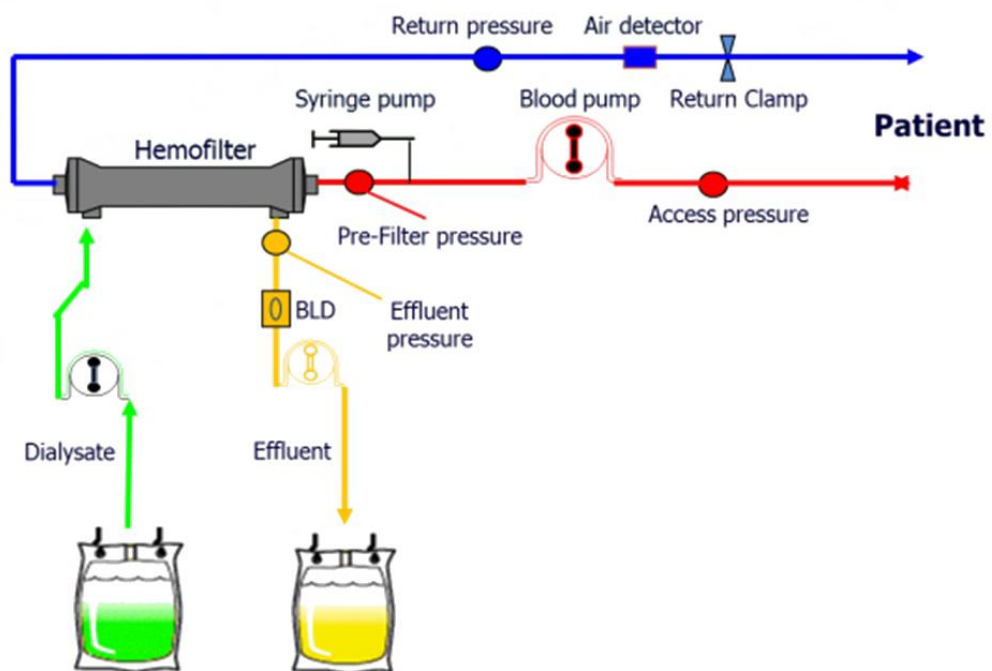 Return pressure
Air detector
Syringe pump
Blood pump
Return Clamp
Patient
Hemofilter
Access pressure
Pre-Filter pressure
BLD
Effluent
pressure
Dialysate
Effluent